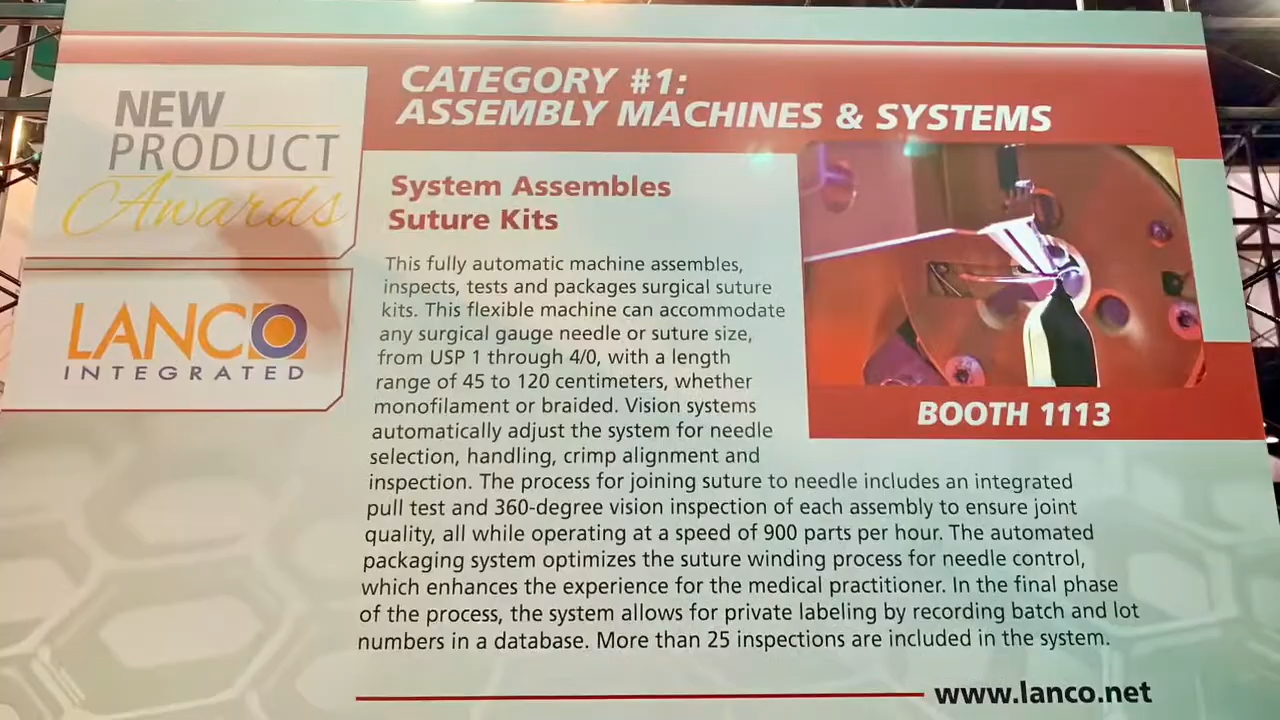 NEW
PRODUCT
Awards
LANCO
INTEGRATED
CATEGORY #1:
ASSEMBLY MACHINES & SYSTEMS
System Assembles
Suture Kits
This fully automatic machine assembles,
inspects, tests and packages surgical suture
kits. This flexible machine can accommodate
any surgical gauge needle or suture size,
from USP 1 through 4/0, with a length
range of 45 to 120 centimeters, whether
monofilament or braided. Vision systems
automatically adjust the system for needle
selection, handling, crimp alignment and
inspection. The process for joining suture to needle includes an integrated
pull test and 360-degree vision inspection of each assembly to ensure joint
quality, all while operating at a speed of 900 parts per hour. The automated
packaging system optimizes the suture winding process for needle control,
which enhances the experience for the medical practitioner. In the final phase
of the process, the system allows for private labeling by recording batch and lot
numbers in a database. More than 25 inspections are included in the system.
BOOTH 1113
www.lanco.net